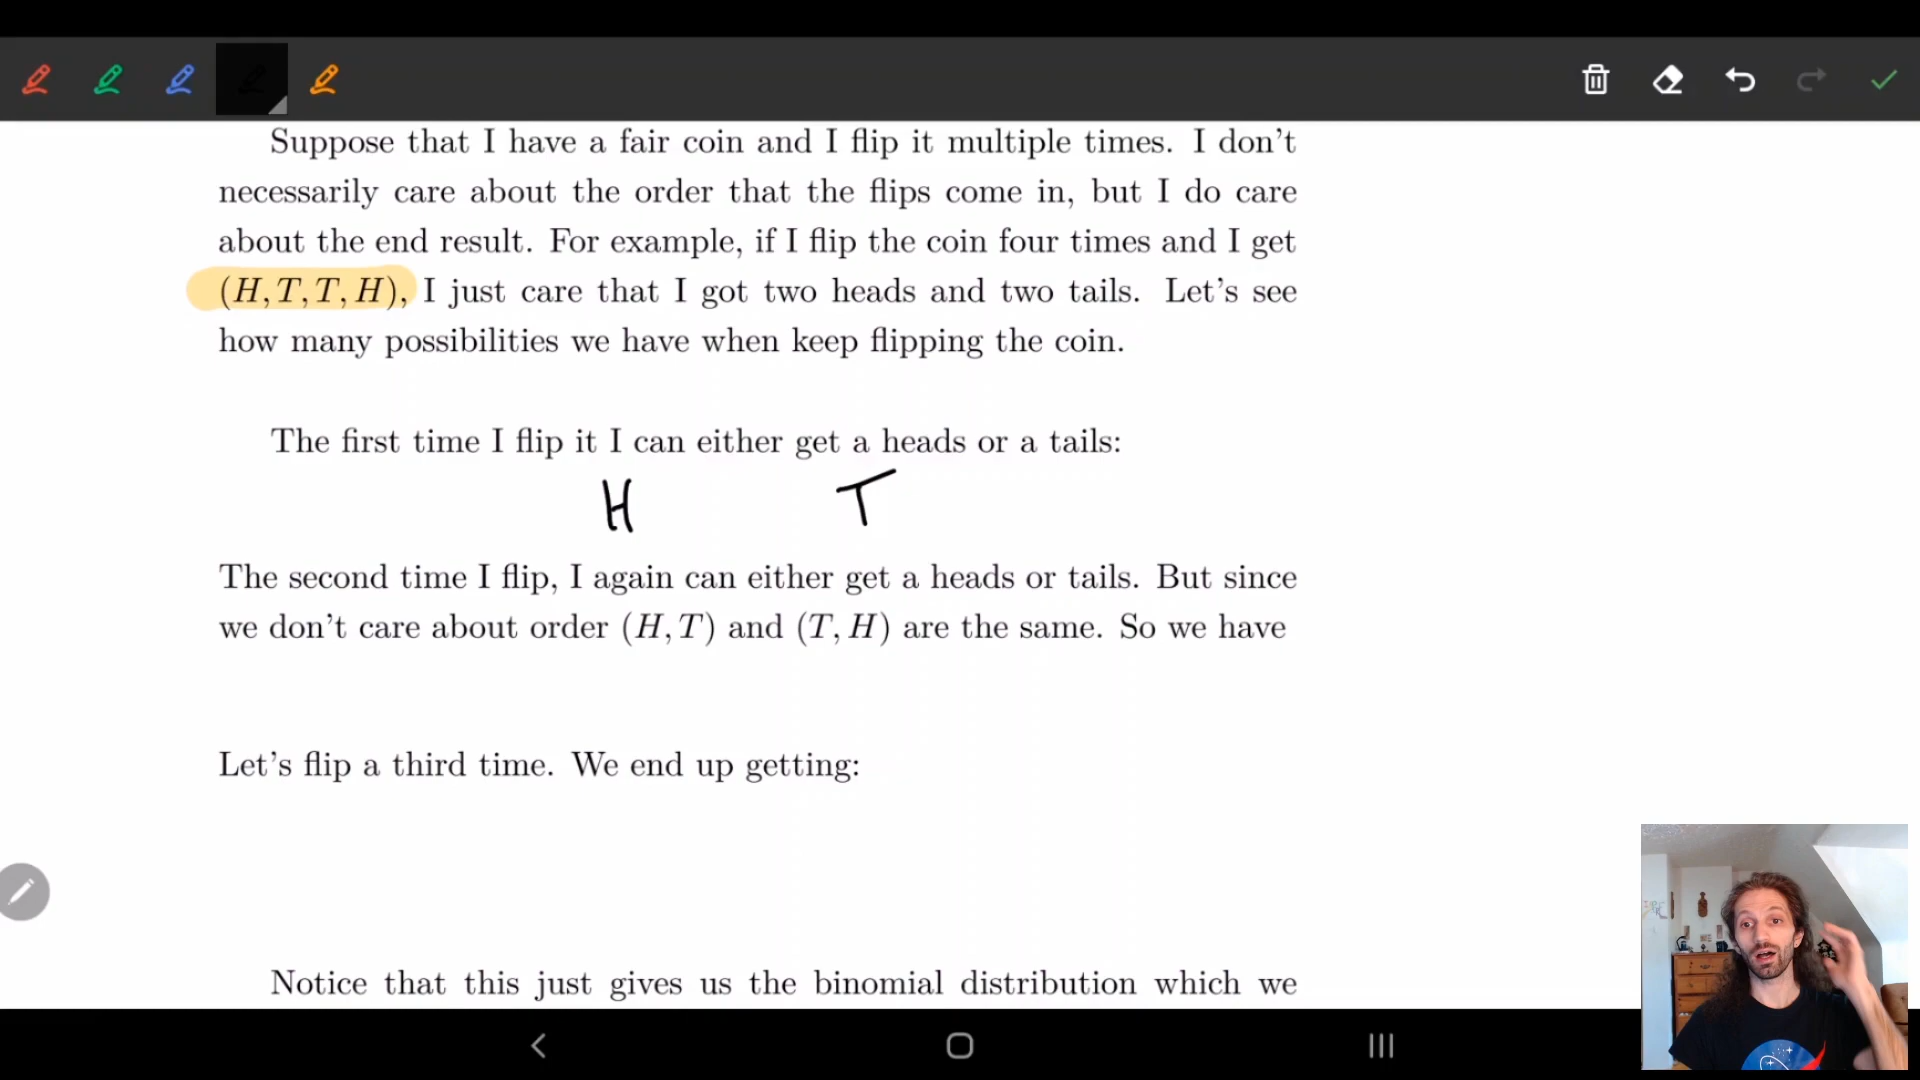 Suppose that I have a fair coin and I flip it multiple times. I don't
necessarily care about the order that the flips come in, but I do care
about the end result. For example, if I flip the coin four times and I get
(H, T, T, H), I just care that I got two heads and two tails. Let's see
how many possibilities we have when keep flipping the coin.
The first time I flip it I can either get a heads or a tails:
H T
The second time I flip, I again can either get a heads or tails. But since
we don't care about order (H, T) and (T, H) are the same. So we have
Let's flip a third time. We end up getting:
Notice that this just gives us the binomial distribution which we